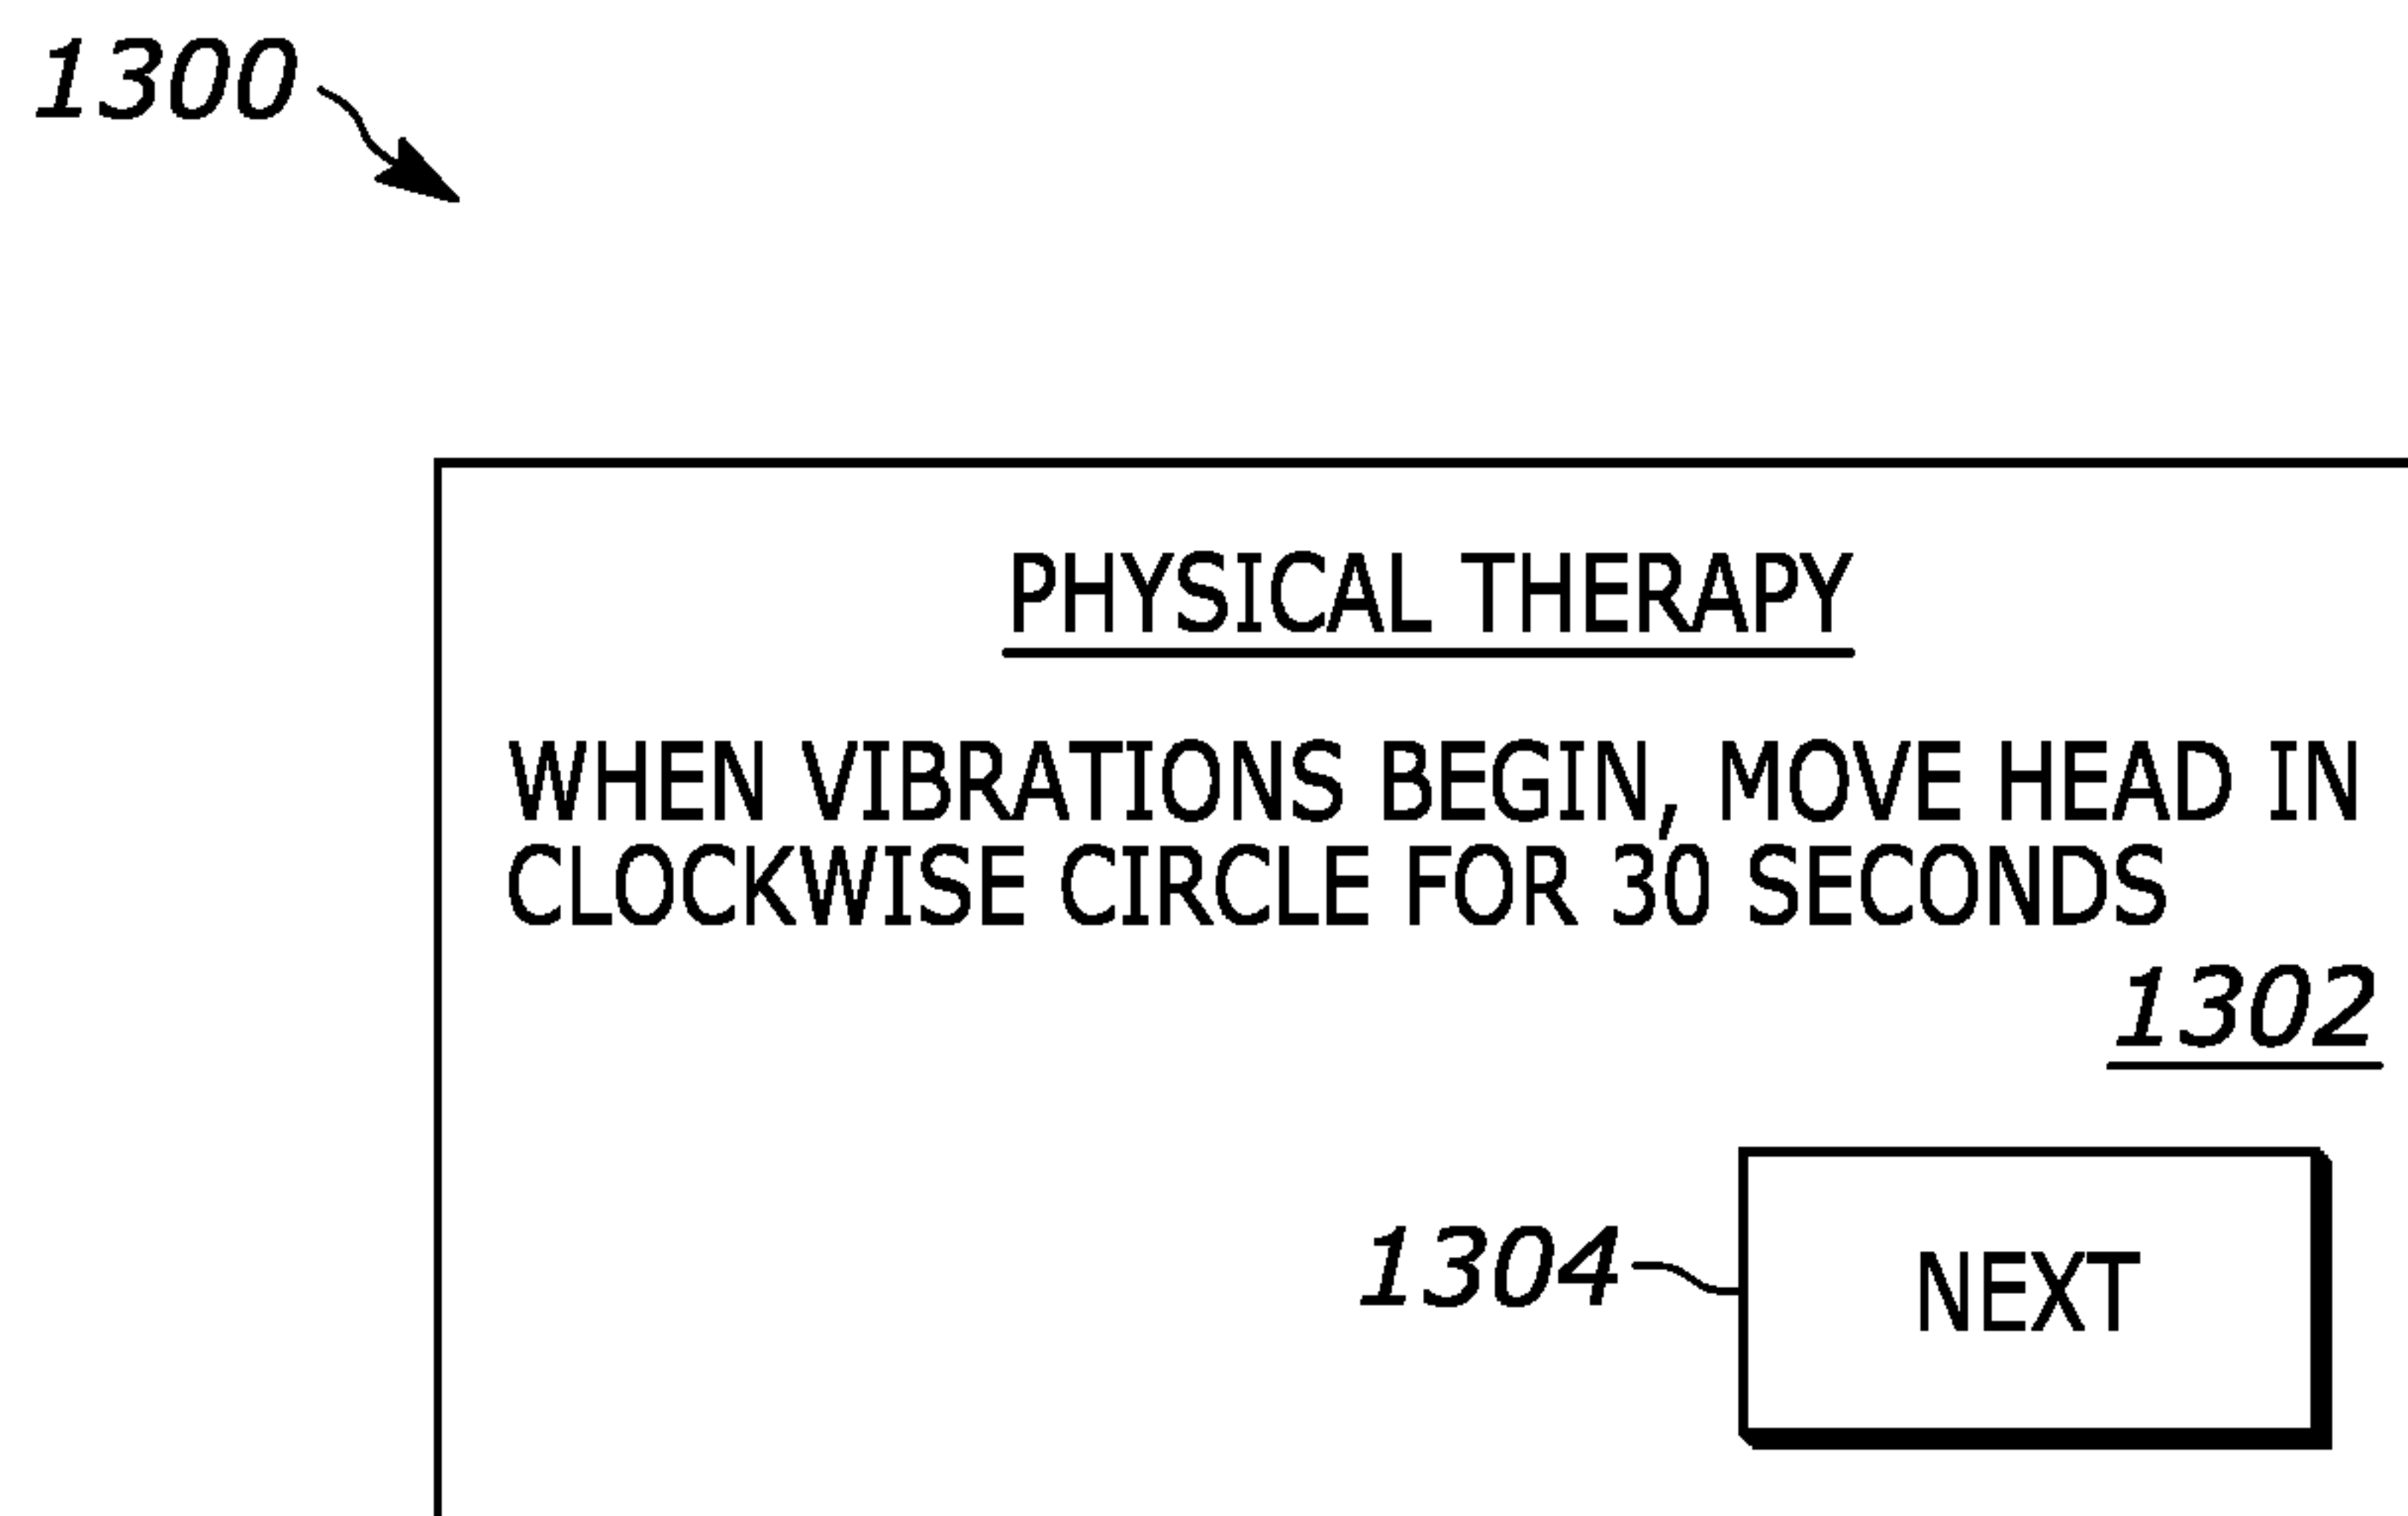 1300
PHYSICAL THERAPY
WHEN VIBRATIONS BEGIN, MOVE HEAD IN
CLOCKWISE CIRCLE FOR 30 SECONDS
1302
1304
NEXT